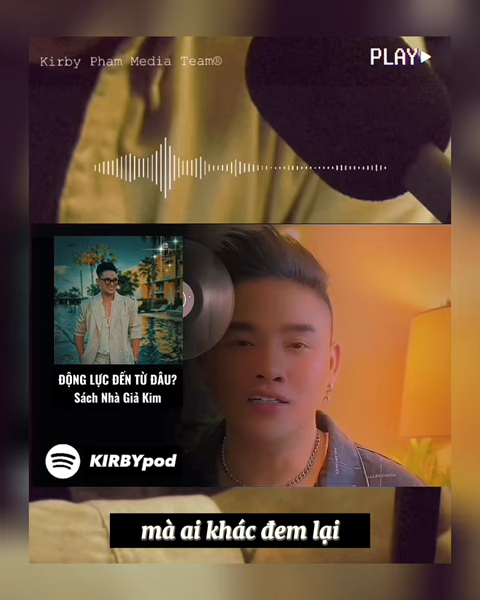 Kirby Pham Media Team®
PLAY
ĐỘNG LỰC ĐẾN TỪ ĐÂU?
Sách Nhà Giả Kim
KIRBYpod
mà ai khác đem lại